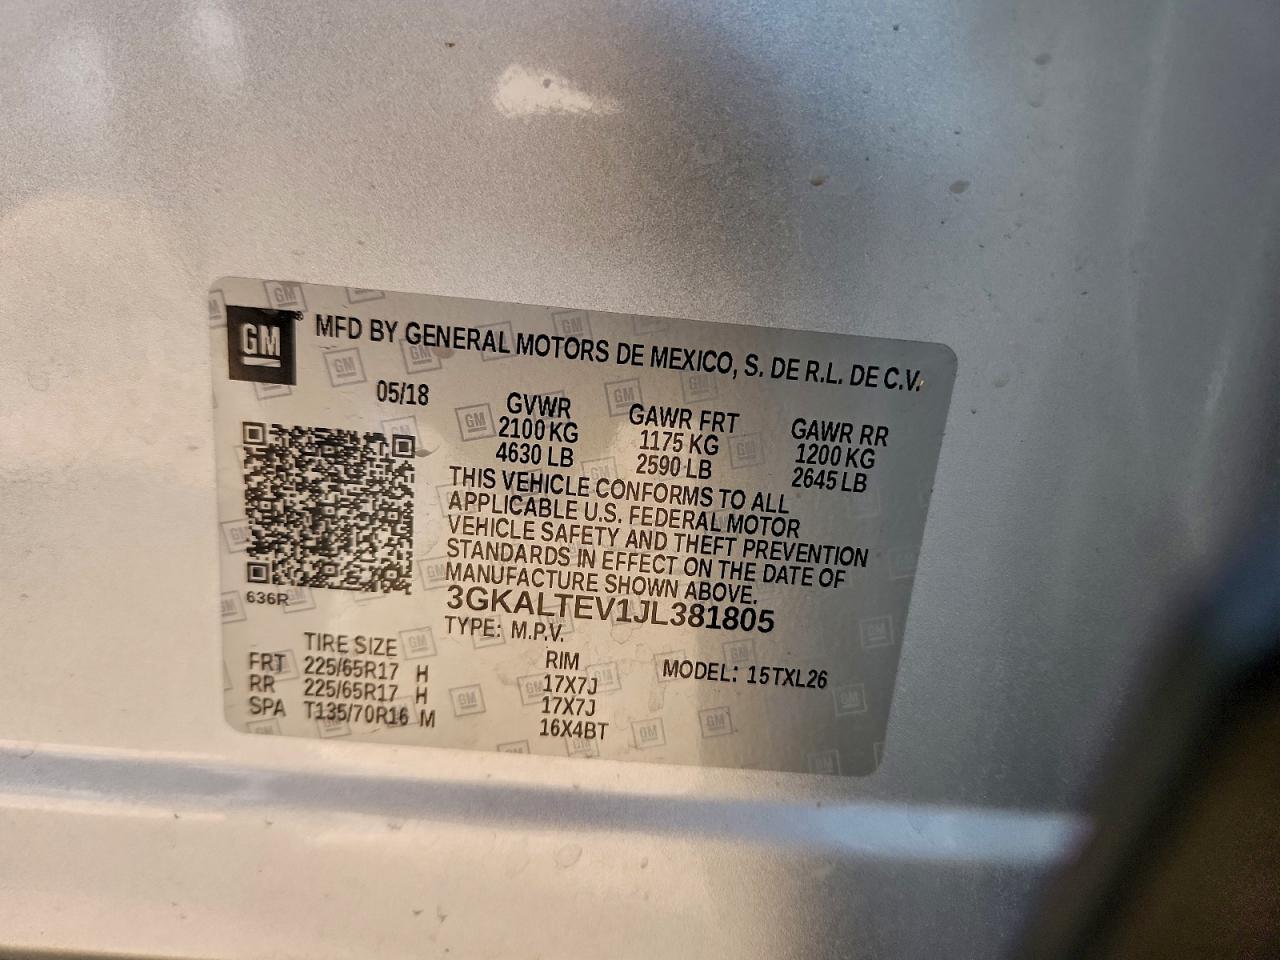 GM® MFD BY GENERAL MOTORS DE MEXICO, S. DE R.L. DE C.V.
05/18 GVWR GAWR FRT GAWR RR
2100 KG 1175 KG 1200 KG
4630 LB 2590 LB 2645 LB
THIS VEHICLE CONFORMS TO ALL
APPLICABLE U.S. FEDERAL MOTOR
VEHICLE SAFETY AND THEFT PREVENTION
STANDARDS IN EFFECT ON THE DATE OF
MANUFACTURE SHOWN ABOVE.
636R
3GKALTEV1JL381805
TYPE: M.P.V.
TIRE SIZE RIM MODEL: 15TXL26
FRT 225/65R17 H 17X7J
RR 225/65R17 H 17X7J
SPA T135/70R16 M 16X4BT